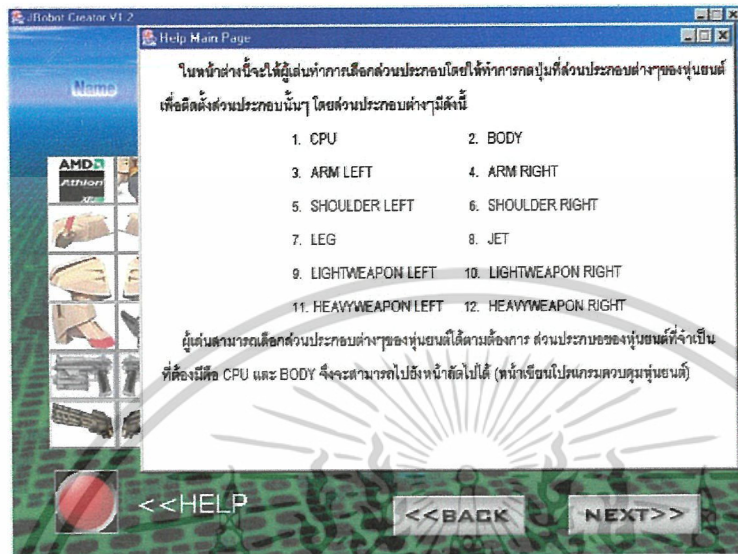 JRobot Creator V1.2
Help Main Page
Name
ในหน้าต่างนี้จะให้ผู้เล่นทำการเลือกส่วนประกอบโดยให้ทำการกดปุ่มที่ส่วนประกอบต่างๆของหุ่นยนต์
เพื่อติดตั้งส่วนประกอบนั้นๆ โดยส่วนประกอบต่างๆมีดังนี้
1. CPU 2. BODY
3. ARM LEFT 4. ARM RIGHT
5. SHOULDER LEFT 6. SHOULDER RIGHT
7. LEG 8. JET
9. LIGHTWEAPON LEFT 10. LIGHTWEAPON RIGHT
11. HEAVYWEAPON LEFT 12. HEAVYWEAPON RIGHT
ผู้เล่นสามารถเลือกส่วนประกอบต่างๆของหุ่นยนต์ได้ตามต้องการ ส่วนประกบอของหุ่นยนต์ที่จำเป็น
ที่ต้องมีคือ CPU และ BODY จึงจะสามารถไปยังหน้าถัดไปได้ (หน้าเขียนโปรแกรมควบคุมหุ่นยนต์)
AMD
Athlon
<<HELP
<<BACK
NEXT>>